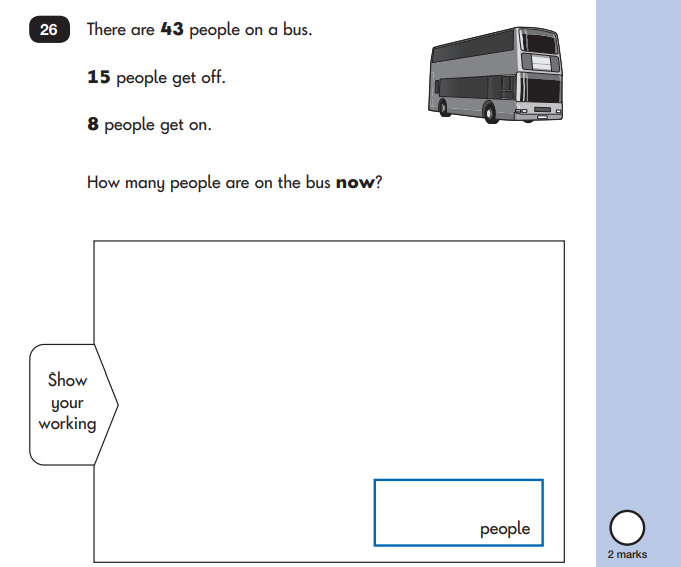 26 There are 43 people on a bus.
15 people get off.
8 people get on.
How many people are on the bus now?
Show
your
working
people
2 marks